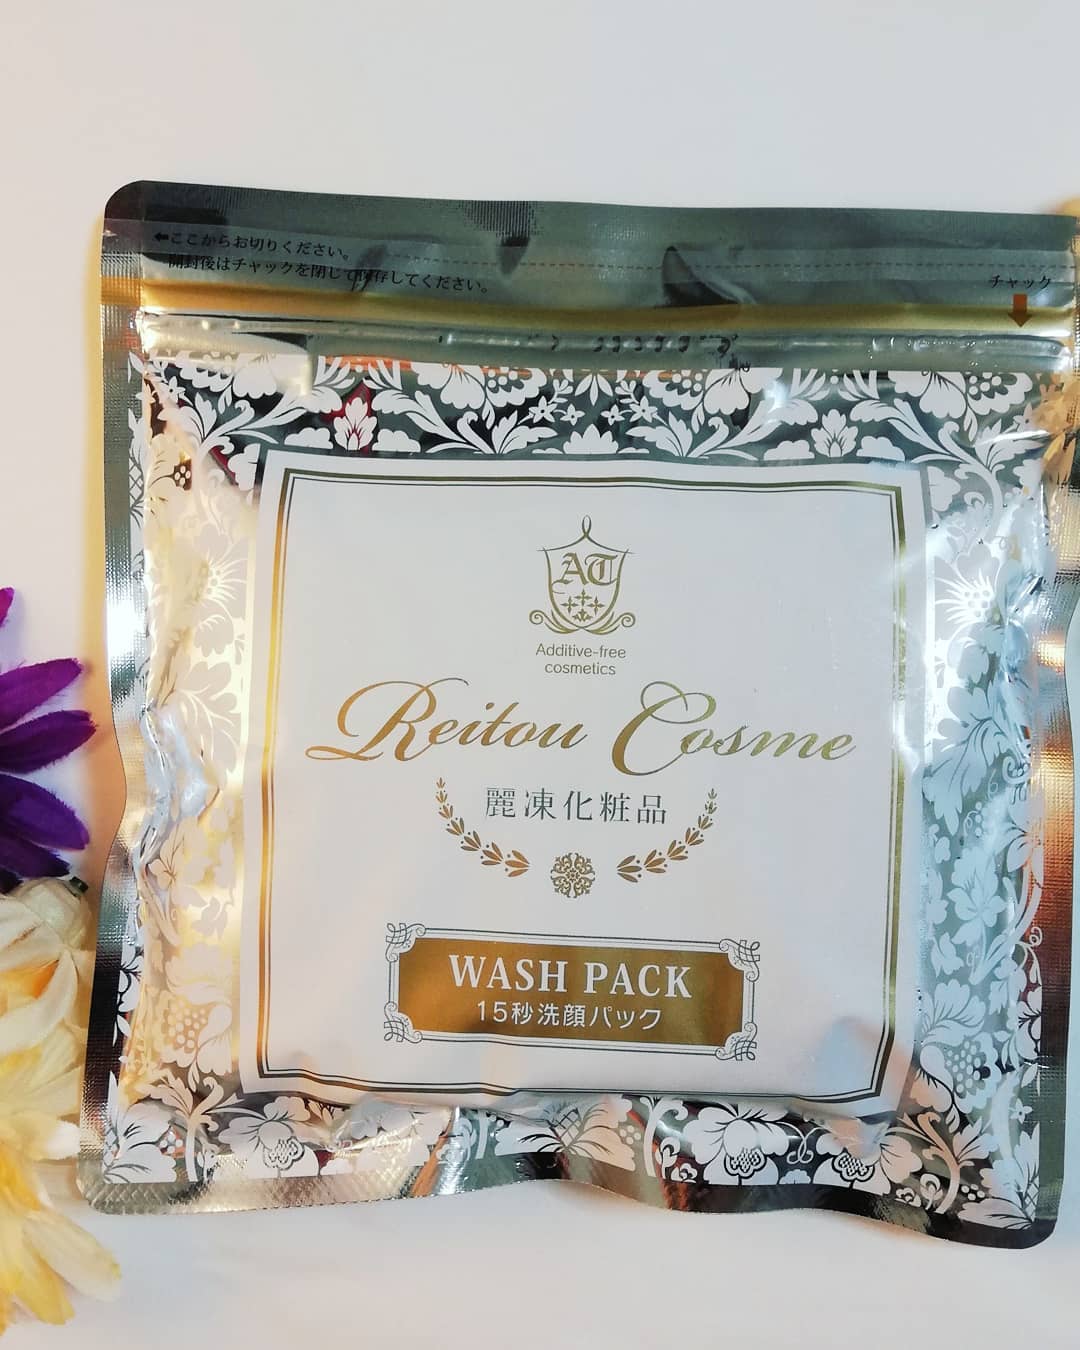 ←ここからお切りください。
開封後はチャックを閉じて保存してください。
チャック
AT
Additive-free
cosmetics
Reitou Cosme
麗凍化粧品
WASH PACK
15秒洗顔パック